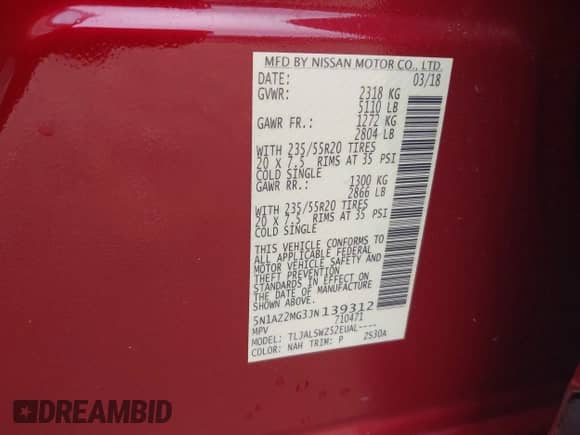 MFD BY NISSAN MOTOR CO., LTD.
DATE: 03/18
GVWR: 2318 KG
5110 LB
GAWR FR.: 1272 KG
2804 LB
WITH 235/55R20 TIRES
20 X 7.5 RIMS AT 35 PSI
COLD SINGLE
GAWR RR.: 1300 KG
2866 LB
WITH 235/55R20 TIRES
20 X 7.5 RIMS AT 35 PSI
COLD SINGLE
THIS VEHICLE CONFORMS TO
ALL APPLICABLE FEDERAL
MOTOR VEHICLE SAFETY AND
THEFT PREVENTION
STANDARDS IN EFFECT ON
THE DATE OF MANUFACTURE
SHOWN ABOVE.
5N1AZ2MG3JN139312
MPV 210471
MODEL: TLJALSWZ52EUAL----
COLOR: NAH TRIM: P 2S30A
DREAMBID